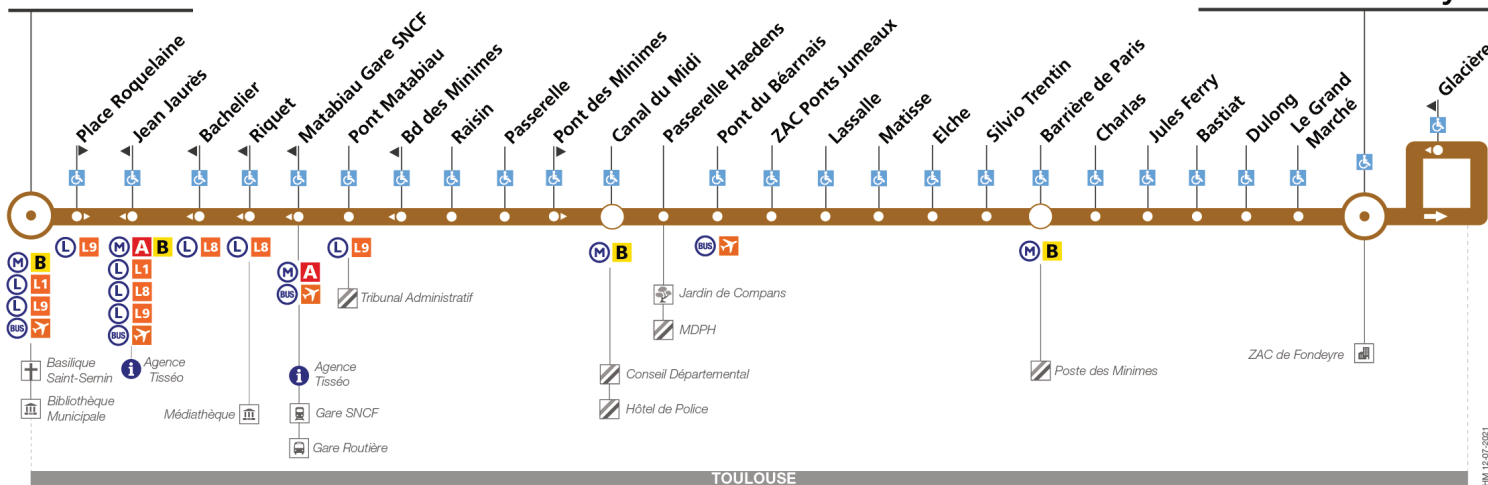 Place Roquelaine
Jean Jaurès
Bachelier
Riquet
Matabiau Gare SNCF
Pont Matabiau
Bd des Minimes
Raisin
Passerelle
Pont des Minimes
Canal du Midi
Passerelle Haedens
Pont du Béarnais
ZAC Ponts Jumeaux
Lassalle
Matisse
Elche
Silvio Trentin
Barrière de Paris
Charlas
Jules Ferry
Bastiat
Dulong
Le Grand
Marché
Glacière
M B
L L1
L L9
BUS
Basilique
Saint-Sernin
Bibliothèque
Municipale
L L9
M A B
L L1
L L8
L L9
BUS
Agence
Tisséo
L L8
L L8
Médiathèque
M A
BUS
Agence
Tisséo
Gare SNCF
Gare Routière
L L9
Tribunal Administratif
M B
Conseil Départemental
Hôtel de Police
Jardin de Compans
MDPH
BUS
M B
Poste des Minimes
ZAC de Fondeyre
TOULOUSE
HM 12-07-2021